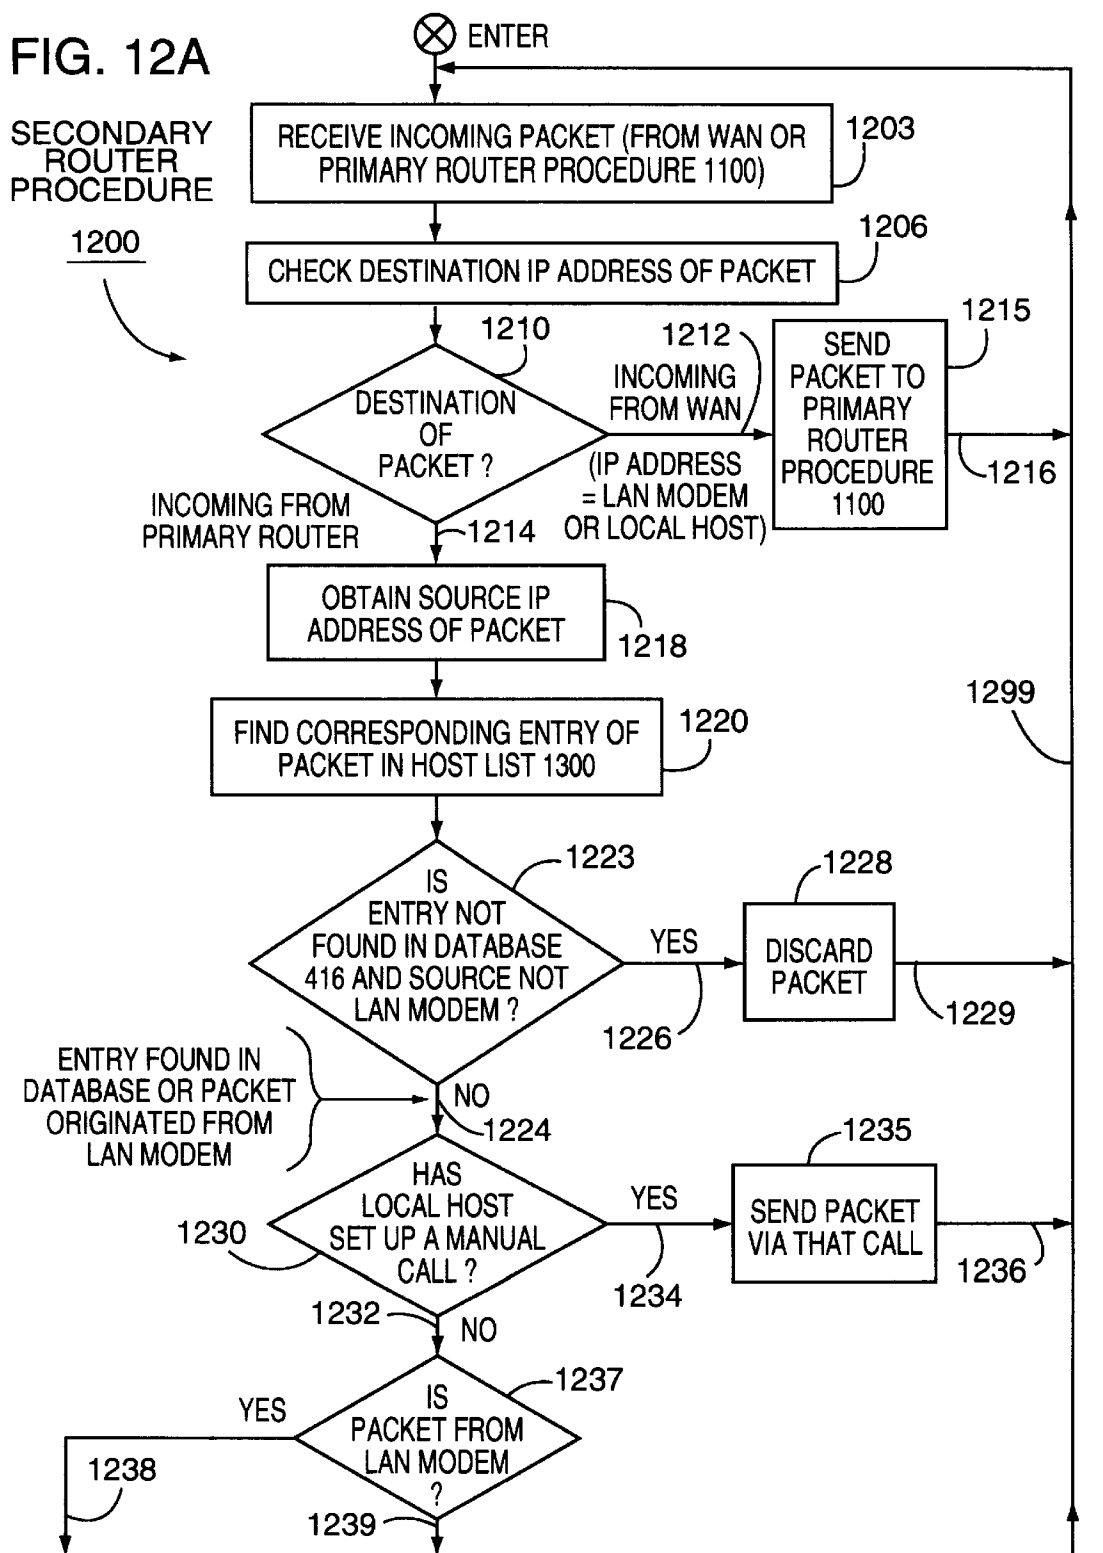 FIG. 12A
ENTER
SECONDARY
ROUTER
PROCEDURE
1200
RECEIVE INCOMING PACKET (FROM WAN OR
PRIMARY ROUTER PROCEDURE 1100)
1203
CHECK DESTINATION IP ADDRESS OF PACKET
1206
DESTINATION
OF
PACKET ?
1210
1212
INCOMING
FROM WAN
(IP ADDRESS
= LAN MODEM
OR LOCAL HOST)
SEND
PACKET TO
PRIMARY
ROUTER
PROCEDURE
1100
1215
1216
INCOMING FROM
PRIMARY ROUTER
1214
OBTAIN SOURCE IP
ADDRESS OF PACKET
1218
FIND CORRESPONDING ENTRY OF
PACKET IN HOST LIST 1300
1220
1299
IS
ENTRY NOT
FOUND IN DATABASE
416 AND SOURCE NOT
LAN MODEM ?
1223
YES
1226
DISCARD
PACKET
1228
1229
ENTRY FOUND IN
DATABASE OR PACKET
ORIGINATED FROM
LAN MODEM
NO
1224
HAS
LOCAL HOST
SET UP A MANUAL
CALL ?
1230
YES
1234
SEND PACKET
VIA THAT CALL
1235
1236
1232
NO
IS
PACKET FROM
LAN MODEM
?
1237
YES
1238
1239